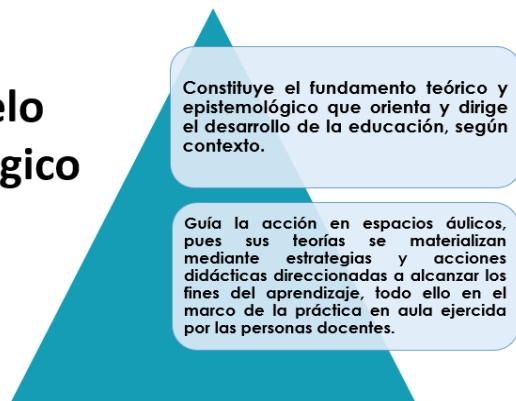 elo
gico
Constituye el fundamento teórico y
epistemológico que orienta y dirige
el desarrollo de la educación, según
contexto.
Guía la acción en espacios áulicos,
pues sus teorías se materializan
mediante estrategias y acciones
didácticas direccionadas a alcanzar los
fines del aprendizaje, todo ello en el
marco de la práctica en aula ejercida
por las personas docentes.